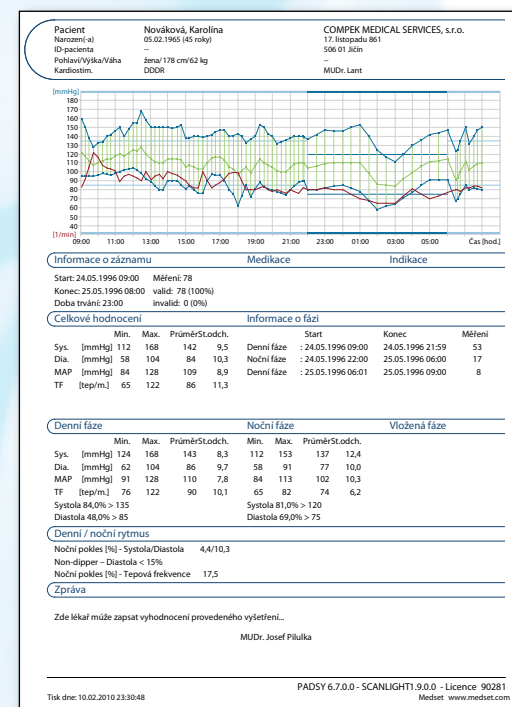 Pacient Nováková, Karolína COMPEK MEDICAL SERVICES, s.r.o.
Narozen(-a) 05.02.1965 (45 roky) 17. listopadu 861
ID-pacienta -- 506 01 Jičín
Pohlaví/Výška/Váha žena/178 cm/62 kg --
Kardiostim. DDDR MUDr. Lant
[mmHg]
180
170
160
150
140
130
120
110
100
90
80
70
60
50
40
[1/min]
09:00 11:00 13:00 15:00 17:00 19:00 21:00 23:00 01:00 03:00 05:00 Čas [hod.]
Informace o záznamu Medikace Indikace
Start: 24.05.1996 09:00 Měření: 78
Konec: 25.05.1996 08:00 valid: 78 (100%)
Doba trvání: 23:00 invalid: 0 (0%)
Celkové hodnocení Informace o fázi
Min. Max. PrúměrSt.odch. Start Konec Měření
Sys. [mmHg] 112 168 142 9,5 Denní fáze : 24.05.1996 09:00 24.05.1996 21:59 53
Dia. [mmHg] 58 104 84 10,3 Noční fáze : 24.05.1996 22:00 25.05.1996 06:00 17
MAP [mmHg] 84 128 109 8,9 Denní fáze : 25.05.1996 06:01 25.05.1996 09:00 8
TF [tep/m.] 65 122 86 11,3
Denní fáze Noční fáze Vložená fáze
Min. Max. PrúměrSt.odch. Min. Max. PrúměrSt.odch.
Sys. [mmHg] 124 168 143 8,3 112 153 137 12,4
Dia. [mmHg] 62 104 86 9,7 58 91 77 10,0
MAP [mmHg] 91 128 110 7,8 84 113 102 10,3
TF [tep/m.] 76 122 90 10,1 65 82 74 6,2
Systola 84,0% > 135 Systola 81,0% > 120
Diastola 48,0% > 85 Diastola 69,0% > 75
Denní / noční rytmus
Noční pokles [%] - Systola/Diastola 4,4/10,3
Non-dipper – Diastola < 15%
Noční pokles [%] - Tepová frekvence 17,5
Zpráva
Zde lékař múže zapsat vyhodnocení provedeného vyšetření...
MUDr. Josef Pilulka
PADSY 6.7.0.0 - SCANLIGHT1.9.0.0 - Licence 90281
Tisk dne: 10.02.2010 23:30:48 Medset www.medset.com